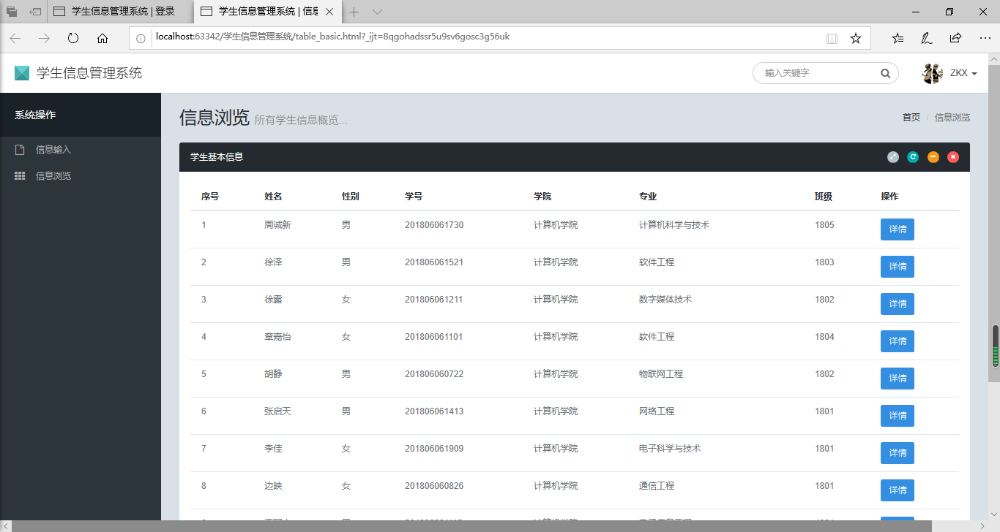 学生信息管理系统 | 登录
学生信息管理系统 | 信息
localhost:63342/学生信息管理系统/table_basic.html?_ijt=8qgohadssr5u9sv6gosc3g56uk
学生信息管理系统
输入关键字
ZKX
系统操作
信息输入
信息浏览
信息浏览 所有学生信息概览...
首页 / 信息浏览
学生基本信息
序号 姓名 性别 学号 学院 专业 班级 操作
1 周诚新 男 201806061730 计算机学院 计算机科学与技术 1805 详情
2 徐泽 男 201806061521 计算机学院 软件工程 1803 详情
3 徐露 女 201806061211 计算机学院 数字媒体技术 1802 详情
4 章嘉怡 女 201806061101 计算机学院 软件工程 1804 详情
5 胡静 男 201806060722 计算机学院 物联网工程 1802 详情
6 张启天 男 201806061413 计算机学院 网络工程 1801 详情
7 李佳 女 201806061909 计算机学院 电子科学与技术 1801 详情
8 边映 女 201806060826 计算机学院 通信工程 1801 详情